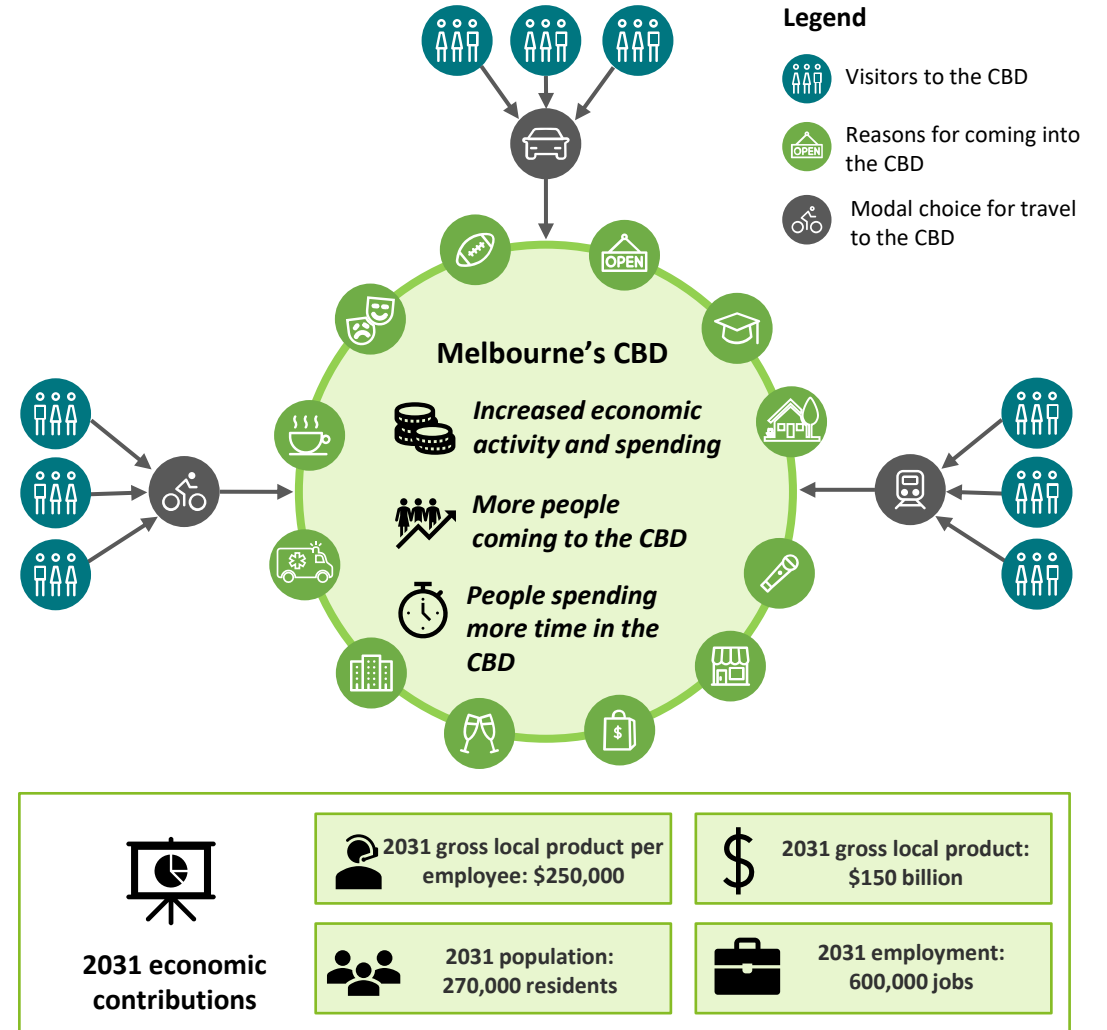 Legend
Visitors to the CBD
Reasons for coming into
the CBD
Modal choice for travel
to the CBD
OPEN
OPEN
Melbourne's CBD
Increased economic
activity and spending
More people
coming to the CBD
People spending
more time in the
CBD
$
2031 economic
contributions
2031 gross local product per
employee: $250,000
$
2031 gross local product:
$150 billion
2031 population:
270,000 residents
2031 employment:
600,000 jobs